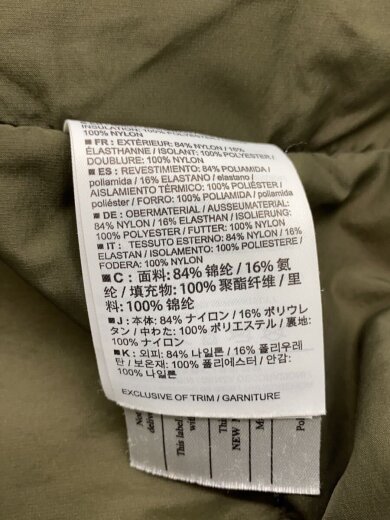 INSULATION: 100% POLYESTER
■ FR : EXTÉRIEUR: 84% NYLON / 16%
ÉLASTHANNE / ISOLANT: 100% POLYESTER /
DOUBLURE: 100% NYLON
■ ES : REVESTIMIENTO: 84% POLIAMIDA /
poliamida / 16% ELASTANO / elastano /
AISLAMIENTO TÉRMICO: 100% POLIÉSTER /
poliéster / FORRO: 100% POLIAMIDA / poliamida
■ DE : OBERMATERIAL / AUSSEUMATERIAL:
84% NYLON / 16% ELASTHAN / ISOLIERUNG:
100% POLYESTER / FUTTER: 100% NYLON
■ IT : TESSUTO ESTERNO: 84% NYLON / 16%
ELASTAN / ISOLAMENTO: 100% POLIESTERE /
FODERA: 100% NYLON
■ C : 面料: 84% 锦纶 / 16% 氨
纶 / 填充物: 100% 聚酯纤维 / 里
料: 100% 锦纶
■ J : 本体: 84% ナイロン / 16% ポリウレ
タン / 中わた: 100% ポリエステル / 裏地:
100% ナイロン
■ K : 외피: 84% 나일론 / 16% 폴리우레
탄 / 보온재: 100% 폴리에스터 / 안감:
100% 나일론
EXCLUSIVE OF TRIM / GARNITURE
This label
NEW